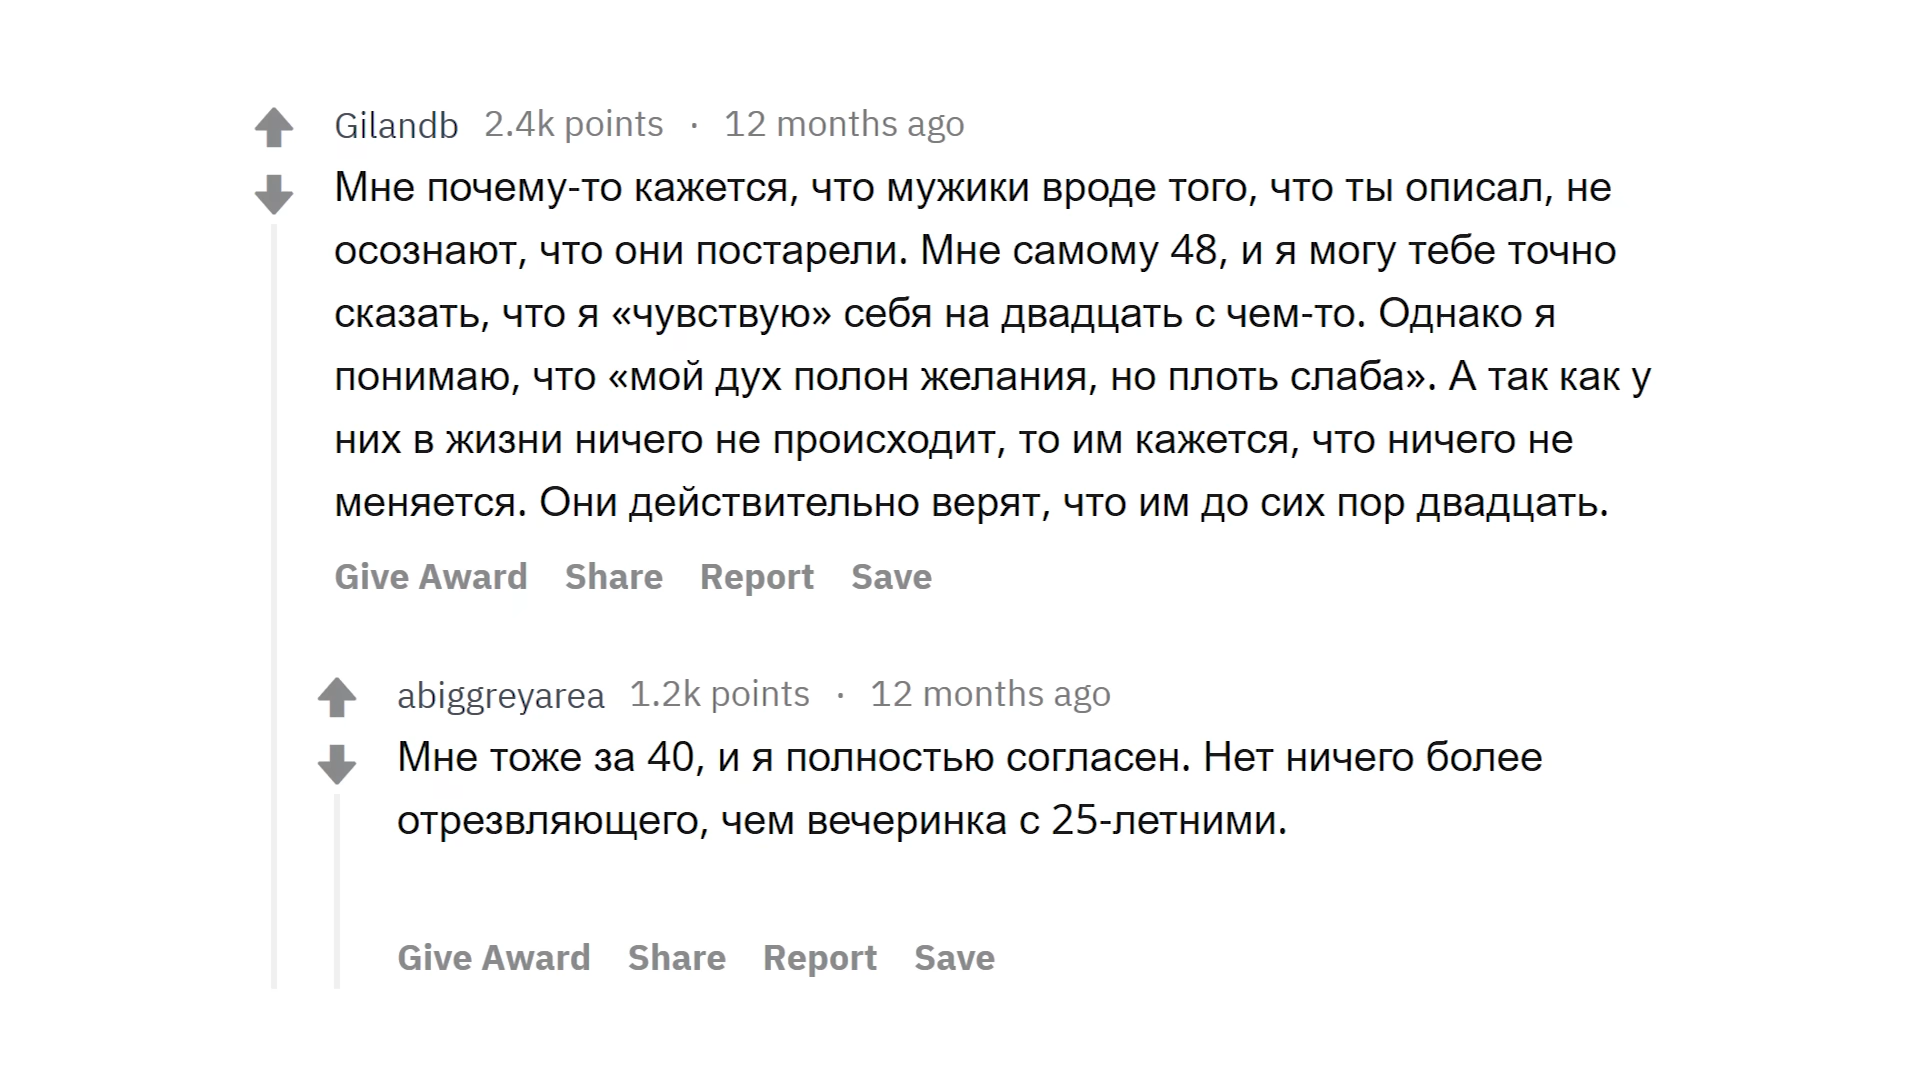 Gilandb 2.4k points · 12 months ago
Мне почему-то кажется, что мужики вроде того, что ты описал, не
осознают, что они постарели. Мне самому 48, и я могу тебе точно
сказать, что я «чувствую» себя на двадцать с чем-то. Однако я
понимаю, что «мой дух полон желания, но плоть слаба». А так как у
них в жизни ничего не происходит, то им кажется, что ничего не
меняется. Они действительно верят, что им до сих пор двадцать.
Give Award Share Report Save
abiggreyarea 1.2k points · 12 months ago
Мне тоже за 40, и я полностью согласен. Нет ничего более
отрезвляющего, чем вечеринка с 25-летними.
Give Award Share Report Save